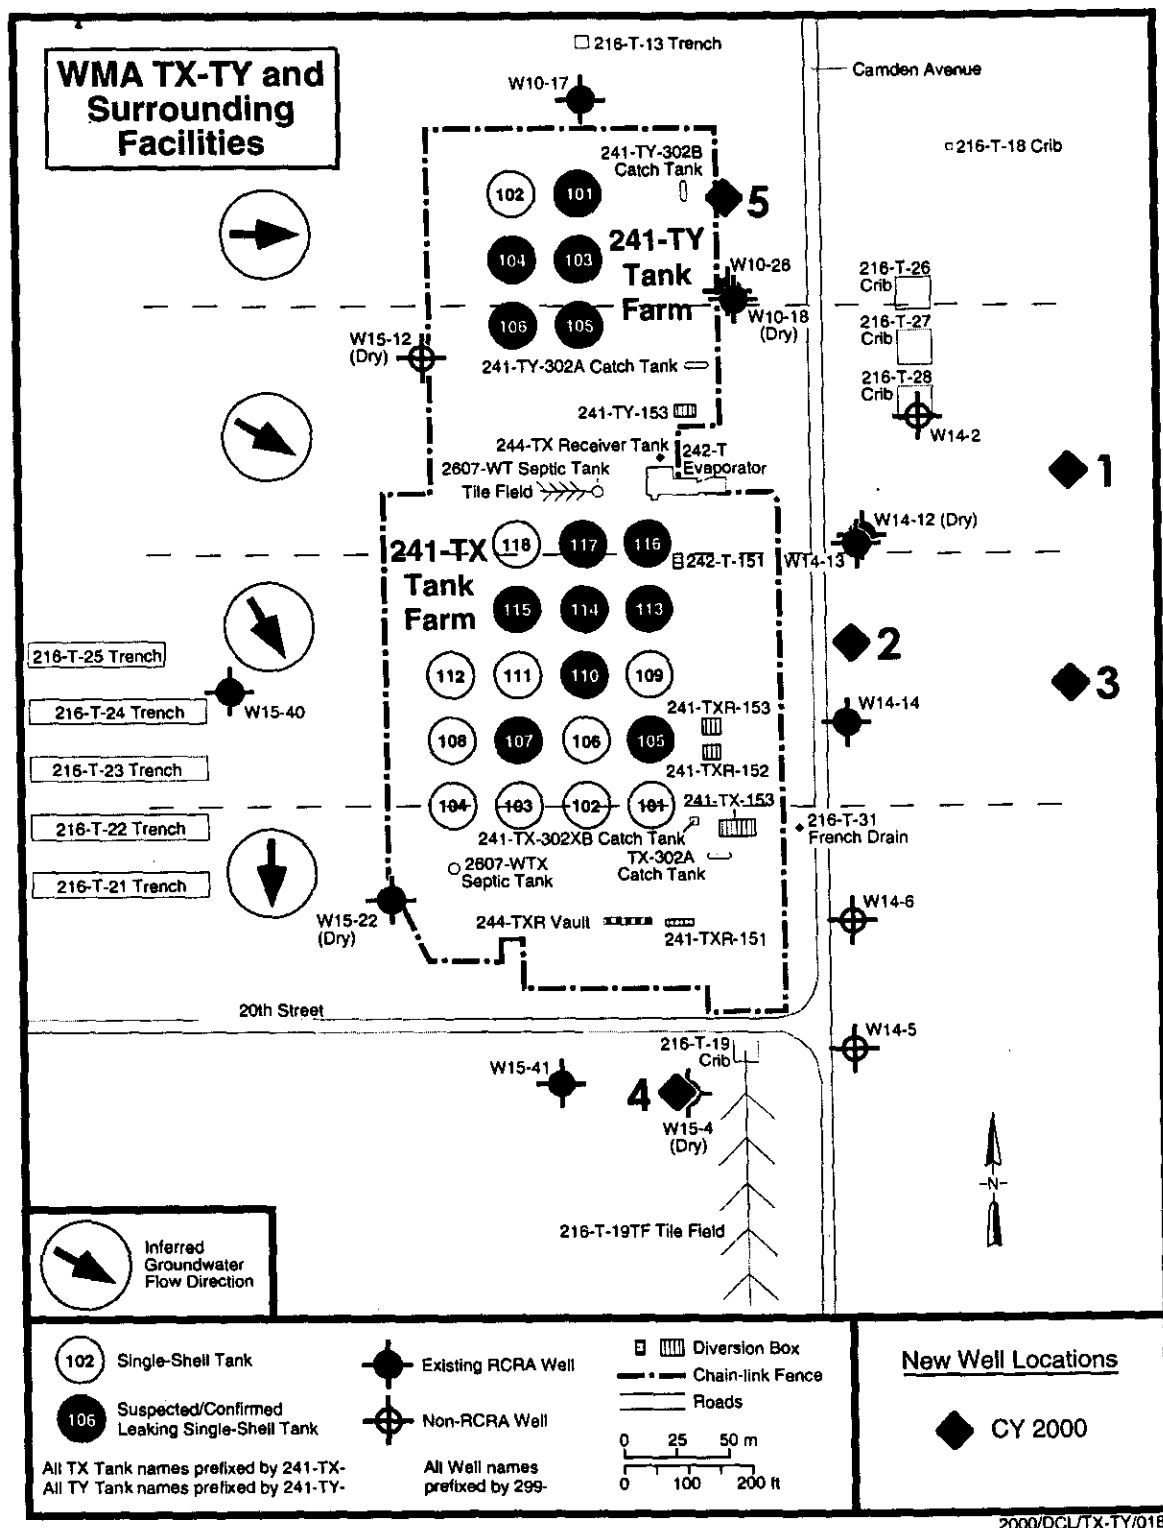 WMA TX-TY and
Surrounding
Facilities
216-T-13 Trench
W10-17
Camden Avenue
216-T-18 Crib
241-TY-302B
Catch Tank
102
101
5
241-TY
Tank
Farm
104
103
W10-26
216-T-26
Crib
106
105
W10-18
(Dry)
216-T-27
Crib
W15-12
(Dry)
241-TY-302A Catch Tank
216-T-28
Crib
241-TY-153
W14-2
244-TX Receiver Tank
242-T
Evaporator
2607-WT Septic Tank
Tile Field
1
W14-12 (Dry)
241-TX
Tank
Farm
118
117
116
242-T-151
W14-13
115
114
113
2
216-T-25 Trench
112
111
110
109
3
216-T-24 Trench
W15-40
241-TXR-153
W14-14
108
107
106
105
216-T-23 Trench
241-TXR-152
104
103
102
101
241-TX-153
216-T-22 Trench
241-TX-302XB Catch Tank
216-T-31
French Drain
2607-WTX
Septic Tank
TX-302A
Catch Tank
216-T-21 Trench
W15-22
(Dry)
244-TXR Vault
241-TXR-151
W14-6
20th Street
W14-5
216-T-19
Crib
W15-41
4
W15-4
(Dry)
-N-
216-T-19TF Tile Field
Inferred
Groundwater
Flow Direction
102
Single-Shell Tank
106
Suspected/Confirmed
Leaking Single-Shell Tank
All TX Tank names prefixed by 241-TX-
All TY Tank names prefixed by 241-TY-
Existing RCRA Well
Non-RCRA Well
All Well names
prefixed by 299-
Diversion Box
Chain-link Fence
Roads
0 25 50 m
0 100 200 ft
New Well Locations
CY 2000
2000/DCL/TX-TY/018